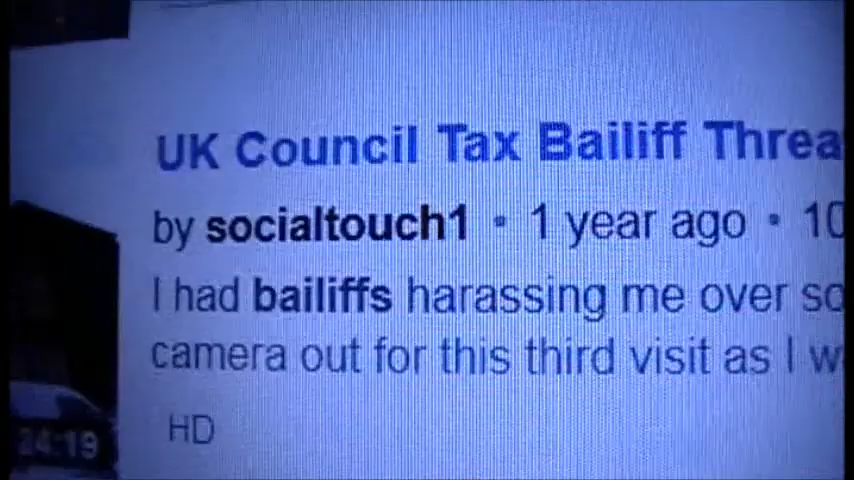 UK Council Tax Bailiff Threa
by socialtouch1 • 1 year ago • 10
I had bailiffs harassing me over so
camera out for this third visit as I w
HD
24:19